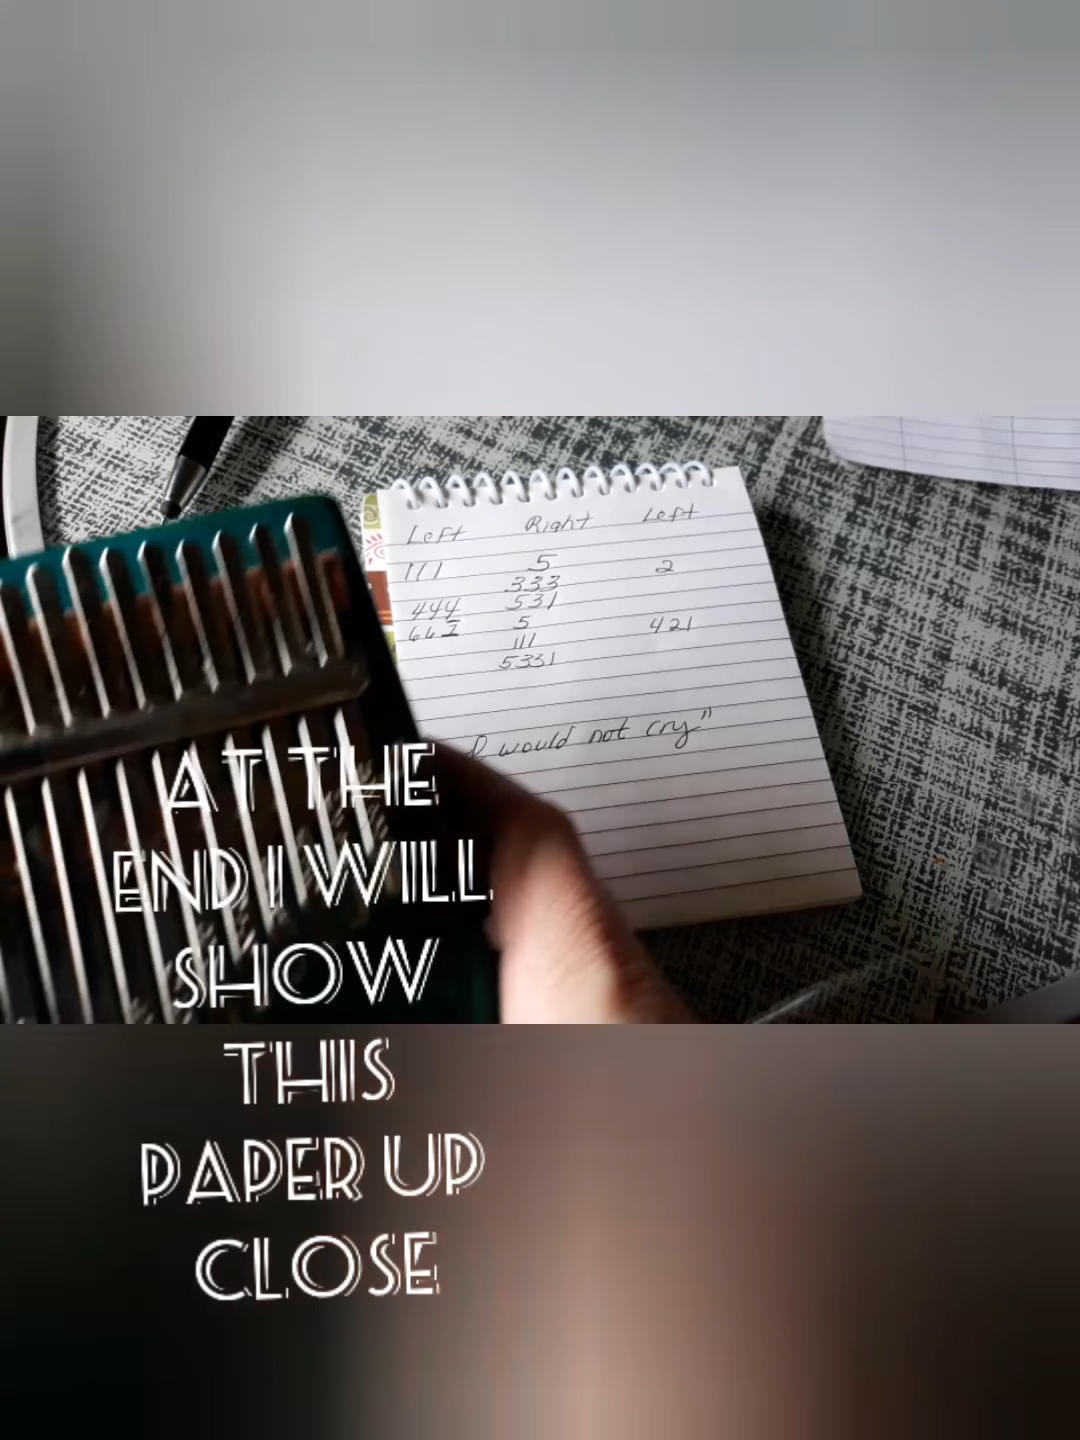 Left Right Left
111 5 2
333
444 531
662 5 421
111
5331
I would not cry"
AT THE
END I WILL
SHOW
THIS
PAPER UP
CLOSE